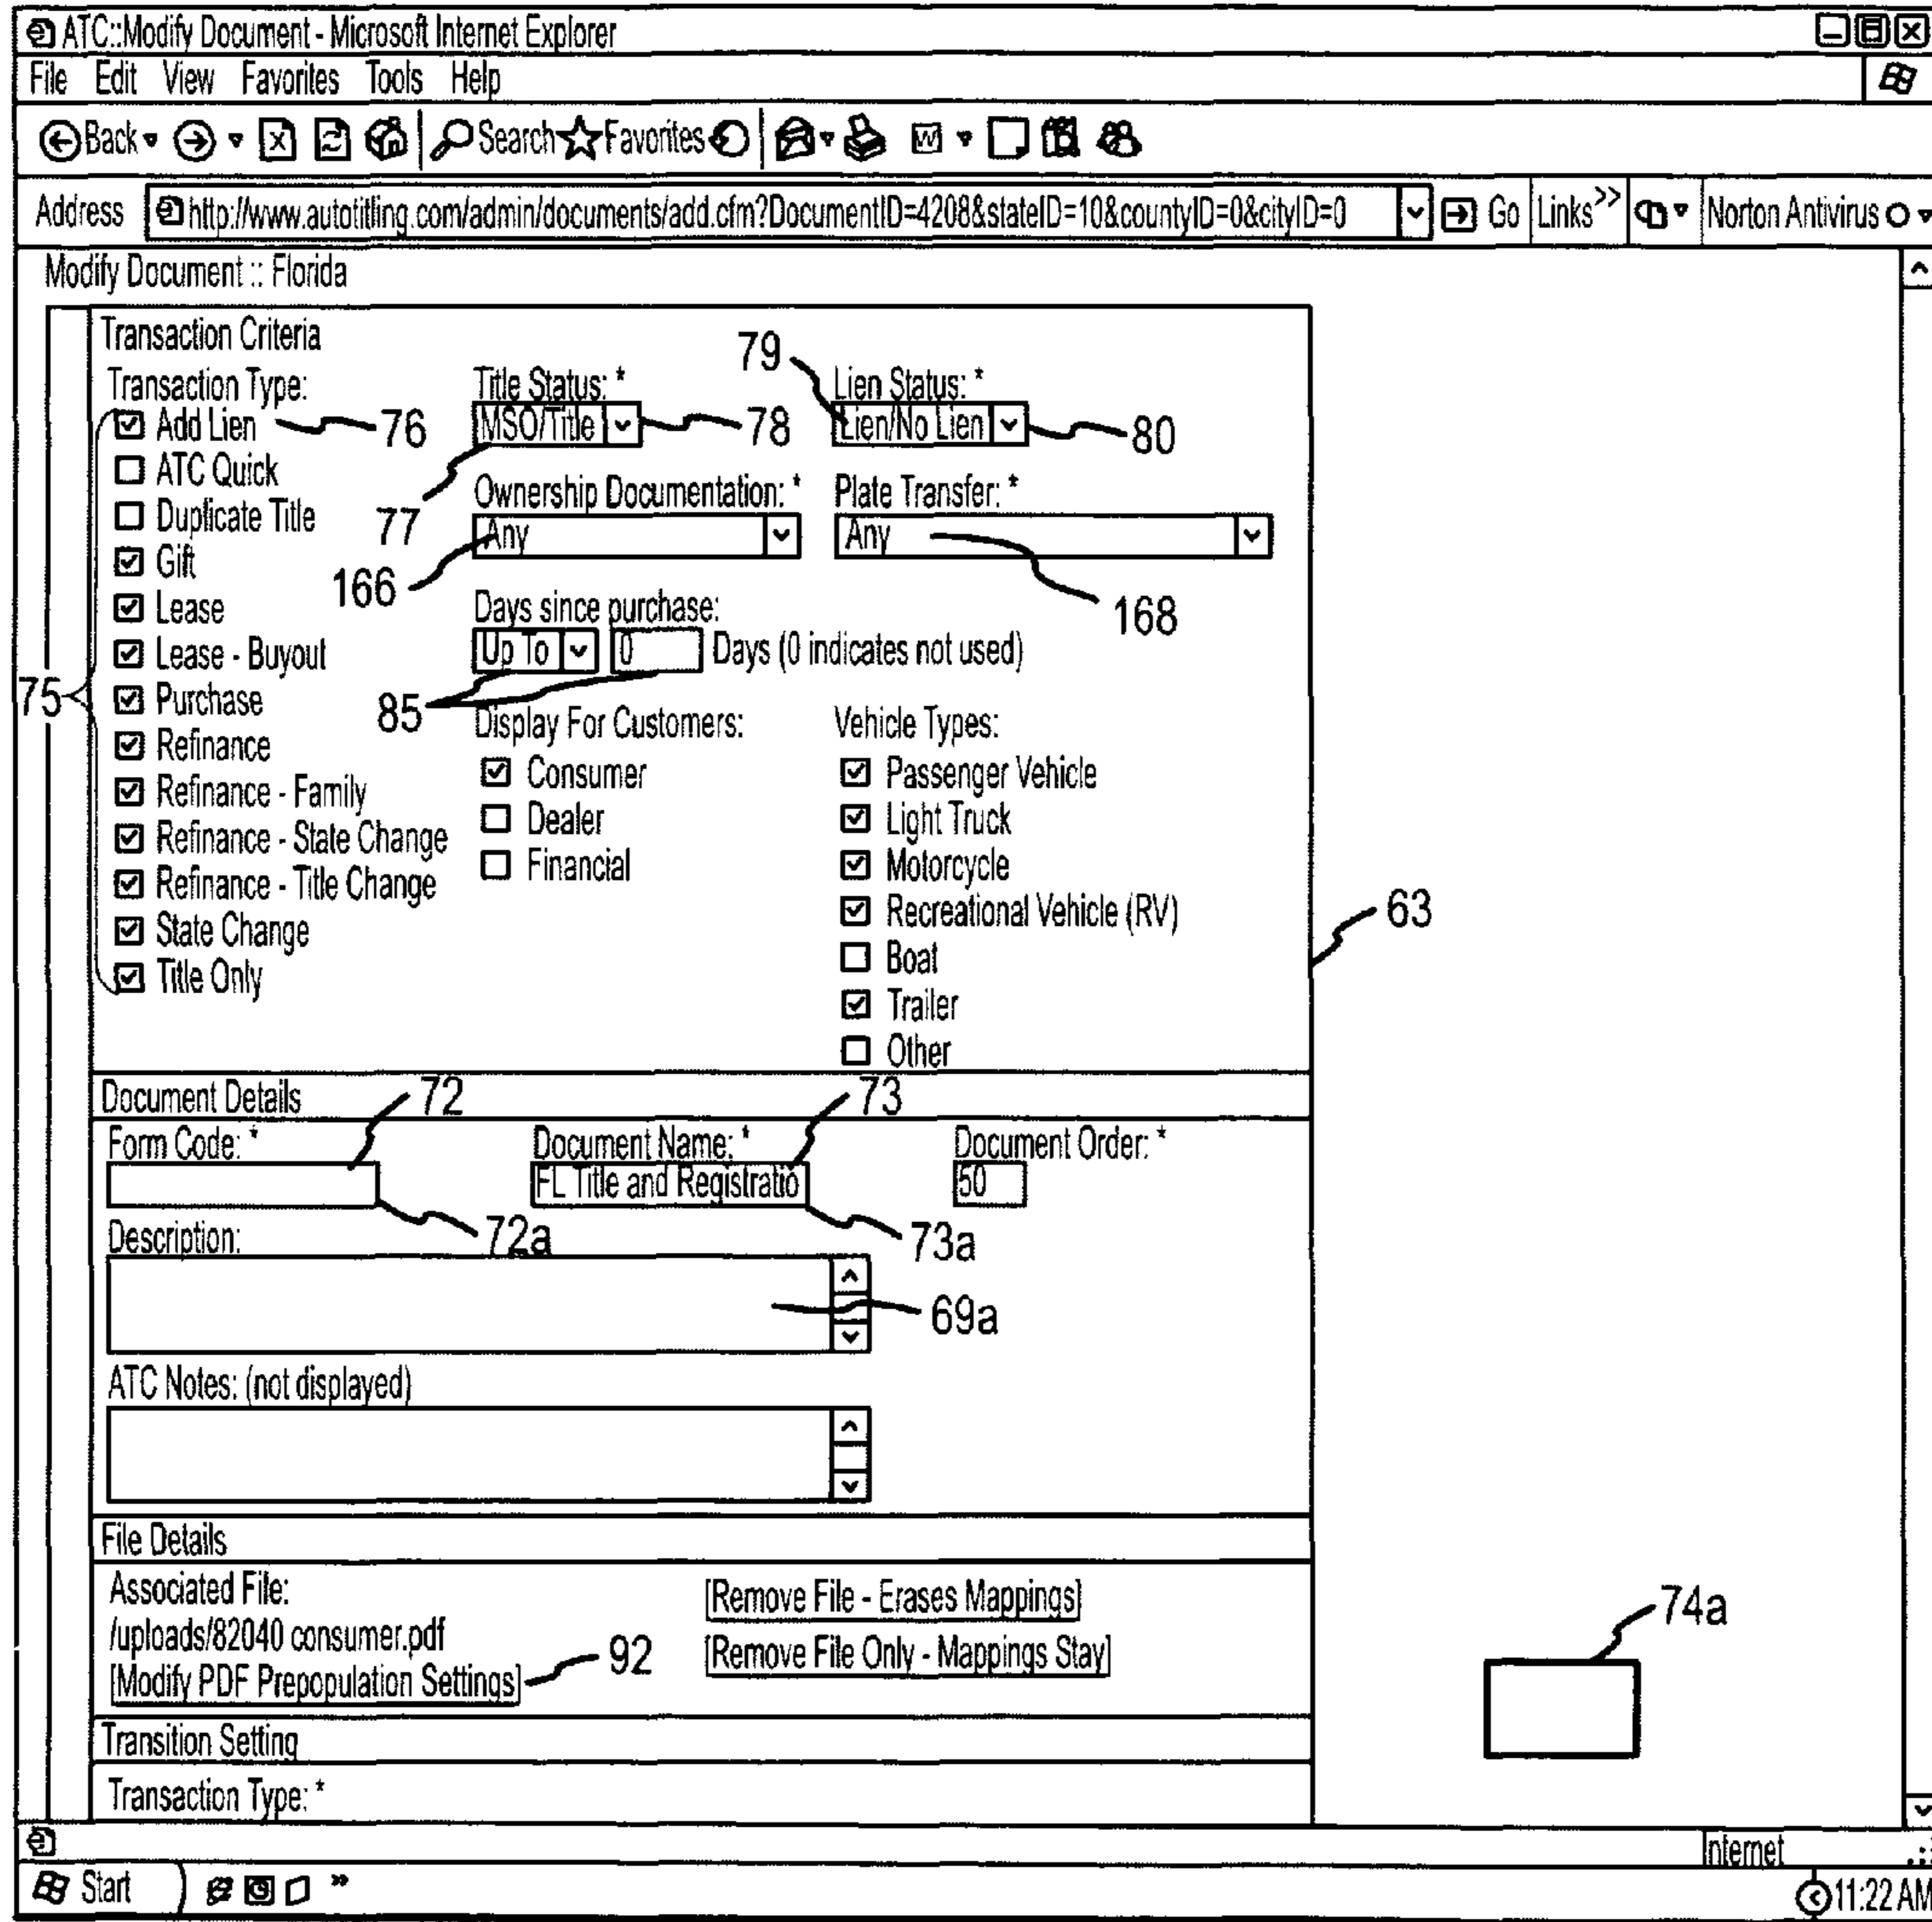 ATC::Modify Document - Microsoft Internet Explorer
File Edit View Favorites Tools Help
Back Search Favorites W
Address http://www.autotitling.com/admin/documents/add.cfm?DocumentID=4208&stateID=10&countyID=0&cityID=0 Go Links >> Norton Antivirus
Modify Document :: Florida
Transaction Criteria
79
Transaction Type: Title Status: * Lien Status: *
Add Lien 76 MSO/Title 78 Lien/No Lien 80
ATC Quick
77 Ownership Documentation: * Plate Transfer: *
Duplicate Title Any Any
Gift
166 168
Lease Days since purchase:
Lease - Buyout Up To 0 Days (0 indicates not used)
75 Purchase 85
Display For Customers: Vehicle Types:
Refinance Consumer Passenger Vehicle
Refinance - Family Dealer Light Truck
Refinance - State Change Financial Motorcycle
Refinance - Title Change Recreational Vehicle (RV) 63
State Change Boat
Title Only Trailer
Other
Document Details 72 73
Form Code: * Document Name: * Document Order: *
FL Title and Registratio 50
72a 73a
Description:
69a
ATC Notes: (not displayed)
File Details
Associated File: [Remove File - Erases Mappings]
74a
/uploads/82040 consumer.pdf [Remove File Only - Mappings Stay]
[Modify PDF Prepopulation Settings] 92
Transition Setting
Transaction Type: *
Internet
Start » 11:22 AM